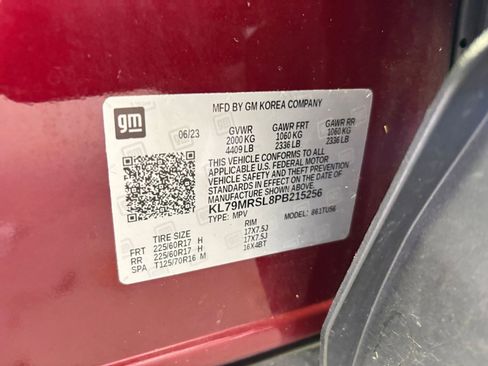 MFD BY GM KOREA COMPANY
gm
06/23 GVWR GAWR FRT GAWR RR
2000 KG 1060 KG 1060 KG
4409 LB 2336 LB 2336 LB
THIS VEHICLE CONFORMS TO ALL
APPLICABLE U.S. FEDERAL MOTOR
VEHICLE SAFETY AND THEFT PREVENTION
STANDARDS IN EFFECT ON THE DATE OF
MANUFACTURE SHOWN ABOVE.
KL79MRSL8PB215256
TYPE: MPV MODEL: 861TU56
TIRE SIZE RIM
FRT 225/60R17 H 17X7.5J
RR 225/60R17 H 17X7.5J
SPA T125/70R16 M 16X4BT